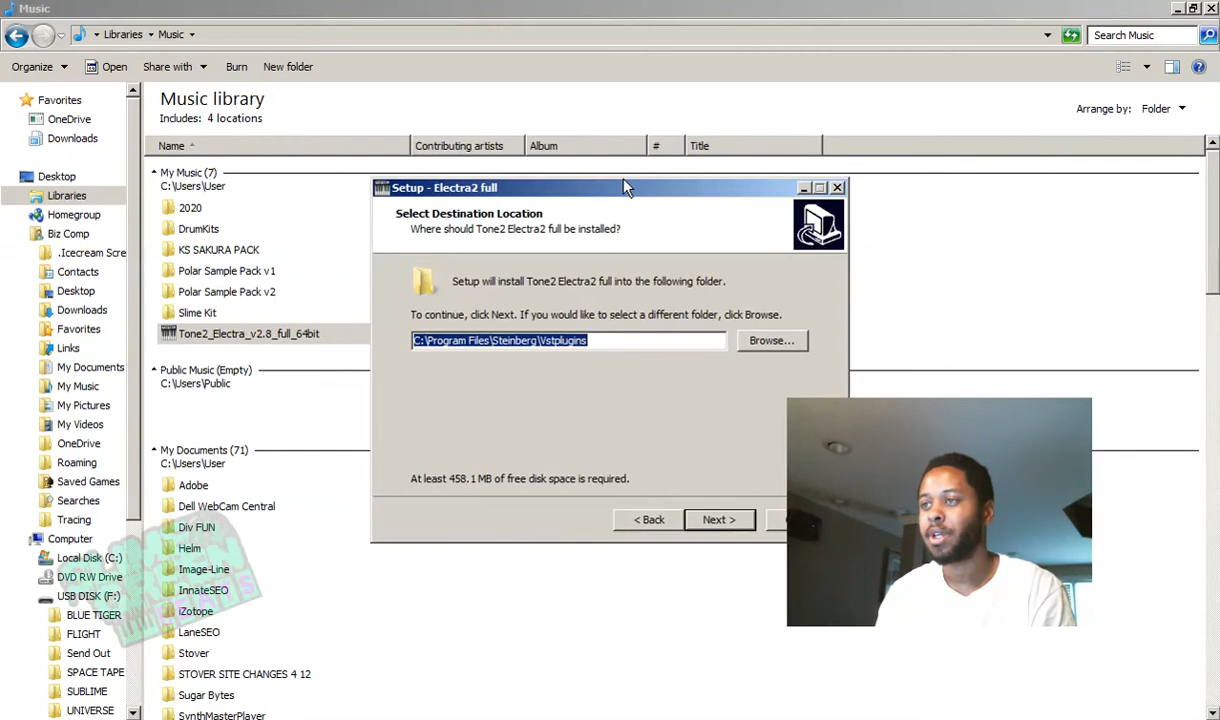 Music
Libraries
Music
Search Music
Organize
Open
Share with
Burn
New folder
Favorites
OneDrive
Downloads
Desktop
Libraries
Homegroup
Biz Comp
.Icecream Scre
Contacts
Desktop
Downloads
Favorites
Links
My Documents
My Music
My Pictures
My Videos
OneDrive
Roaming
Saved Games
Searches
Tracing
Computer
Local Disk (C:)
DVD RW Drive
USB DISK (F:)
BLUE TIGER
FLIGHT
Send Out
SPACE TAPE
SUBLIME
UNIVERSE
Music library
Includes: 4 locations
Arrange by: Folder
Name
Contributing artists
Album
#
Title
My Music (7)
C:\Users\User
2020
DrumKits
KS SAKURA PACK
Polar Sample Pack v1
Polar Sample Pack v2
Slime Kit
Tone2_Electra_v2.8_full_64bit
Public Music (Empty)
C:\Users\Public
My Documents (71)
C:\Users\User
Adobe
Dell WebCam Central
Div FUN
Helm
Image-Line
InnateSEO
iZotope
LaneSEO
Stover
STOVER SITE CHANGES 4 12
Sugar Bytes
SynthMasterPlayer
Setup - Electra2 full
Select Destination Location
Where should Tone2 Electra2 full be installed?
Setup will install Tone2 Electra2 full into the following folder.
To continue, click Next. If you would like to select a different folder, click Browse.
C:\Program Files\Steinberg\Vstplugins
Browse...
At least 458.1 MB of free disk space is required.
< Back
Next >